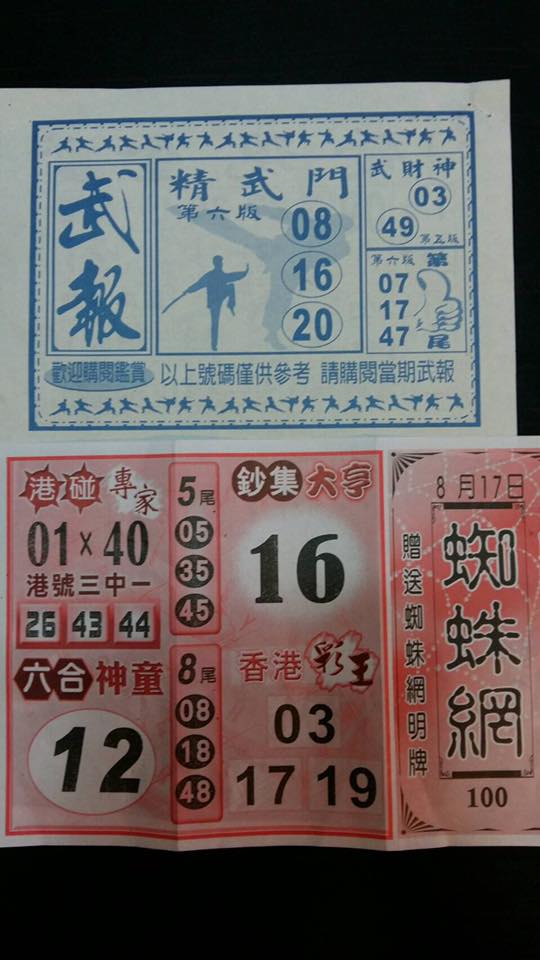 武報
精武門
第六版
08
16
20
武財神
03
49
第五版
第六版
07
17
47
第
尾
歡迎購閱鑑賞 以上號碼僅供參考 請購閱當期武報
港碰專家
01×40
港號三中一
26 43 44
5尾
05
35
45
鈔集大亨
16
六合神童
12
8尾
08
18
48
香港彩王
03
17 19
8月17日
蜘蛛網
贈送蜘蛛網明牌
100